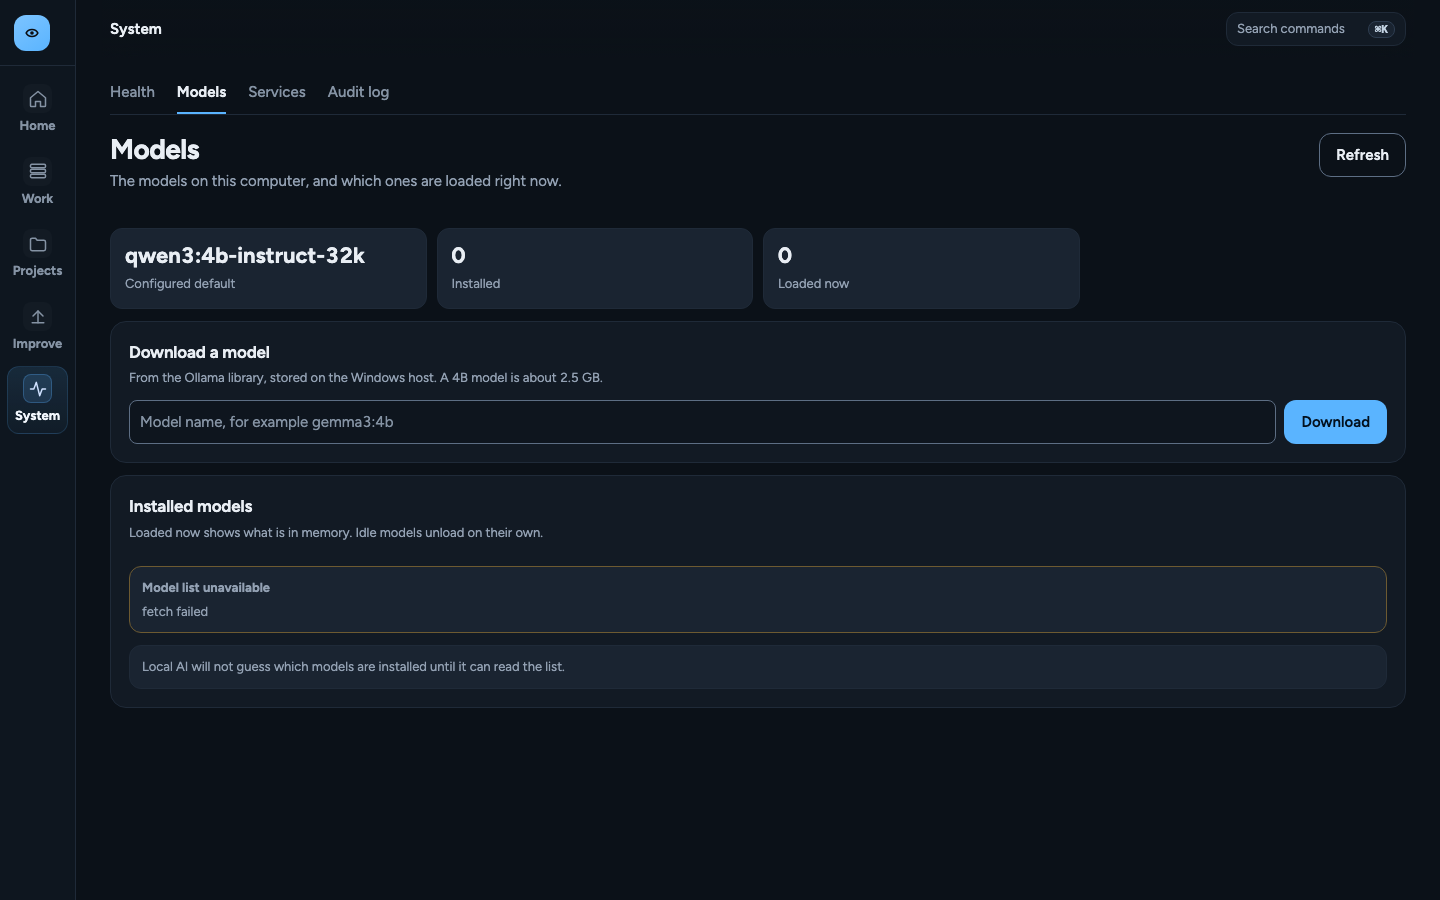 System
Search commands ⌘K
Home
Work
Projects
Improve
System
Health Models Services Audit log
Models
The models on this computer, and which ones are loaded right now.
Refresh
qwen3:4b-instruct-32k
Configured default
0
Installed
0
Loaded now
Download a model
From the Ollama library, stored on the Windows host. A 4B model is about 2.5 GB.
Model name, for example gemma3:4b
Download
Installed models
Loaded now shows what is in memory. Idle models unload on their own.
Model list unavailable
fetch failed
Local AI will not guess which models are installed until it can read the list.